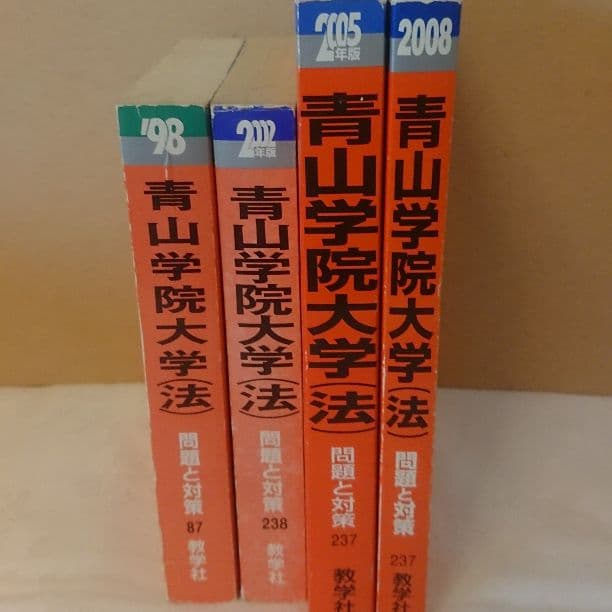 '98
青山学院大学(法)
問題と対策
87
教学社
2002年版
青山学院大学(法)
問題と対策
238
教学社
2005年版
青山学院大学(法)
問題と対策
237
教学社
2008
青山学院大学(法)
問題と対策
237
教学社